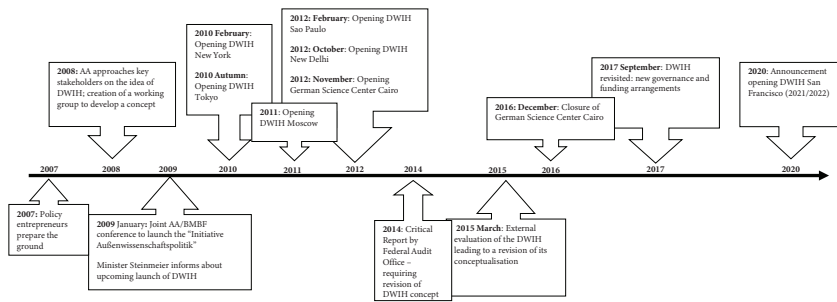 2008: AA approaches key
stakeholders on the idea of
DWIH; creation of a working
group to develop a concept
2010 February:
Opening DWIH
New York
2010 Autumn:
Opening DWIH
Tokyo
2011: Opening
DWIH Moscow
2012: February: Opening DWIH
Sao Paulo
2012: October: Opening DWIH
New Delhi
2012: November: Opening
German Science Center Cairo
2016: December: Closure of
German Science Center Cairo
2017 September: DWIH
revisited: new governance and
funding arrangements
2020: Announcement
opening DWIH San
Francisco (2021/2022)
2007 2008 2009 2010 2011 2012 2014 2015 2016 2017 2020
2007: Policy
entrepreneurs
prepare the
ground
2009 January: Joint AA/BMBF
conference to launch the "Initiative
Außenwissenschaftspolitik"
Minister Steinmeier informs about
upcoming launch of DWIH
2014: Critical
Report by
Federal Audit
Office –
requiring
revision of
DWIH concept
2015 March: External
evaluation of the DWIH
leading to a revision of its
conceptualisation